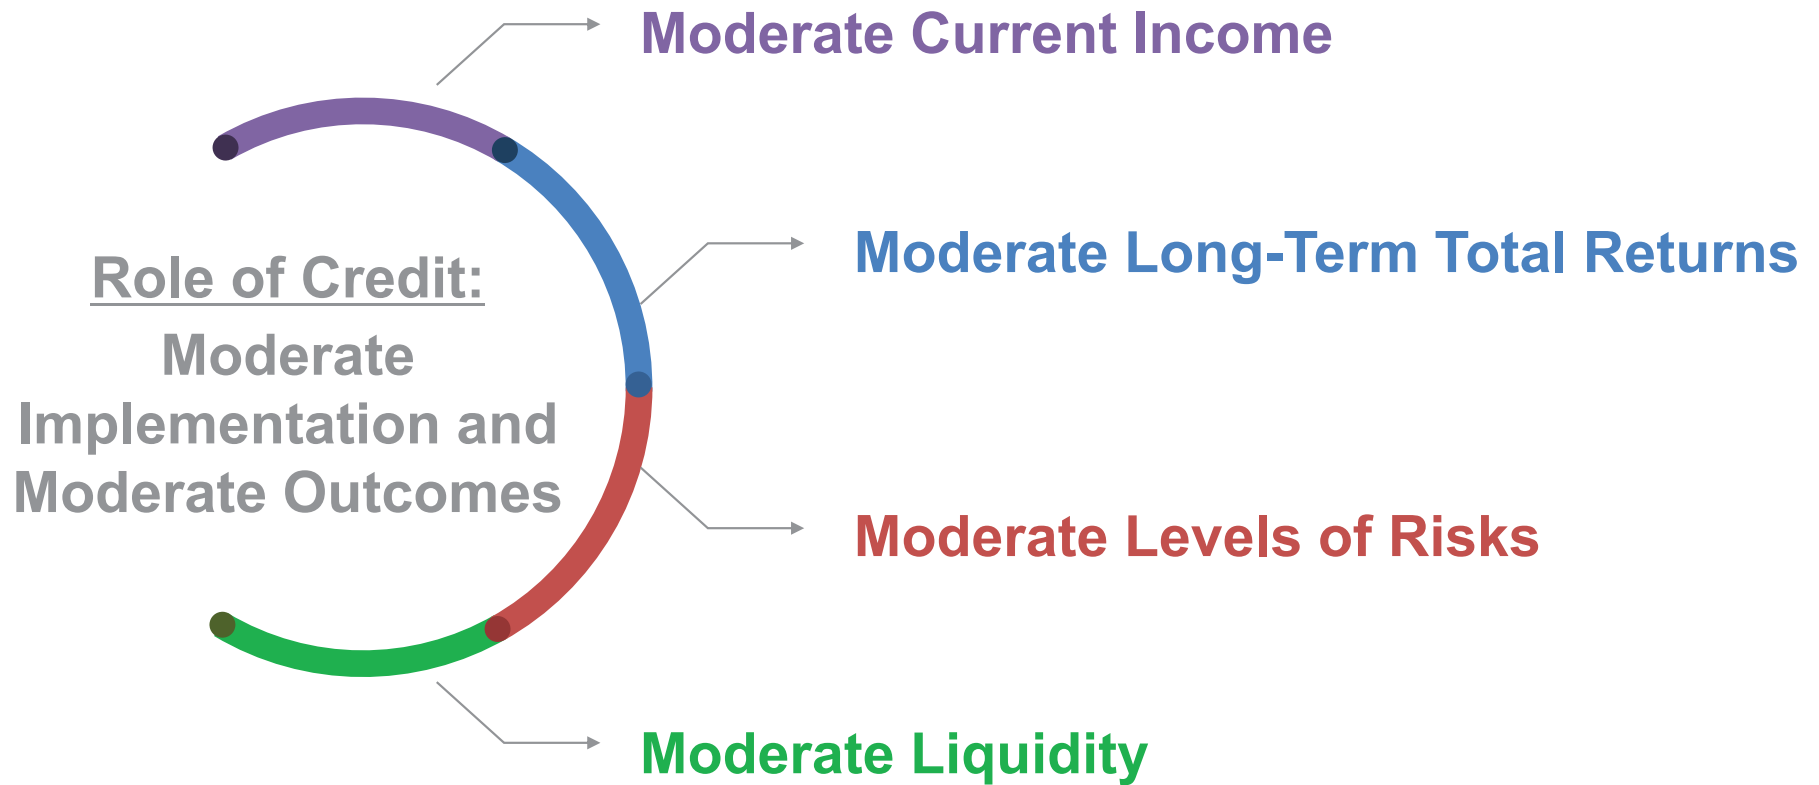 Moderate Current Income
Moderate Long-Term Total Returns
Role of Credit:
Moderate
Implementation and
Moderate Outcomes
Moderate Levels of Risks
Moderate Liquidity